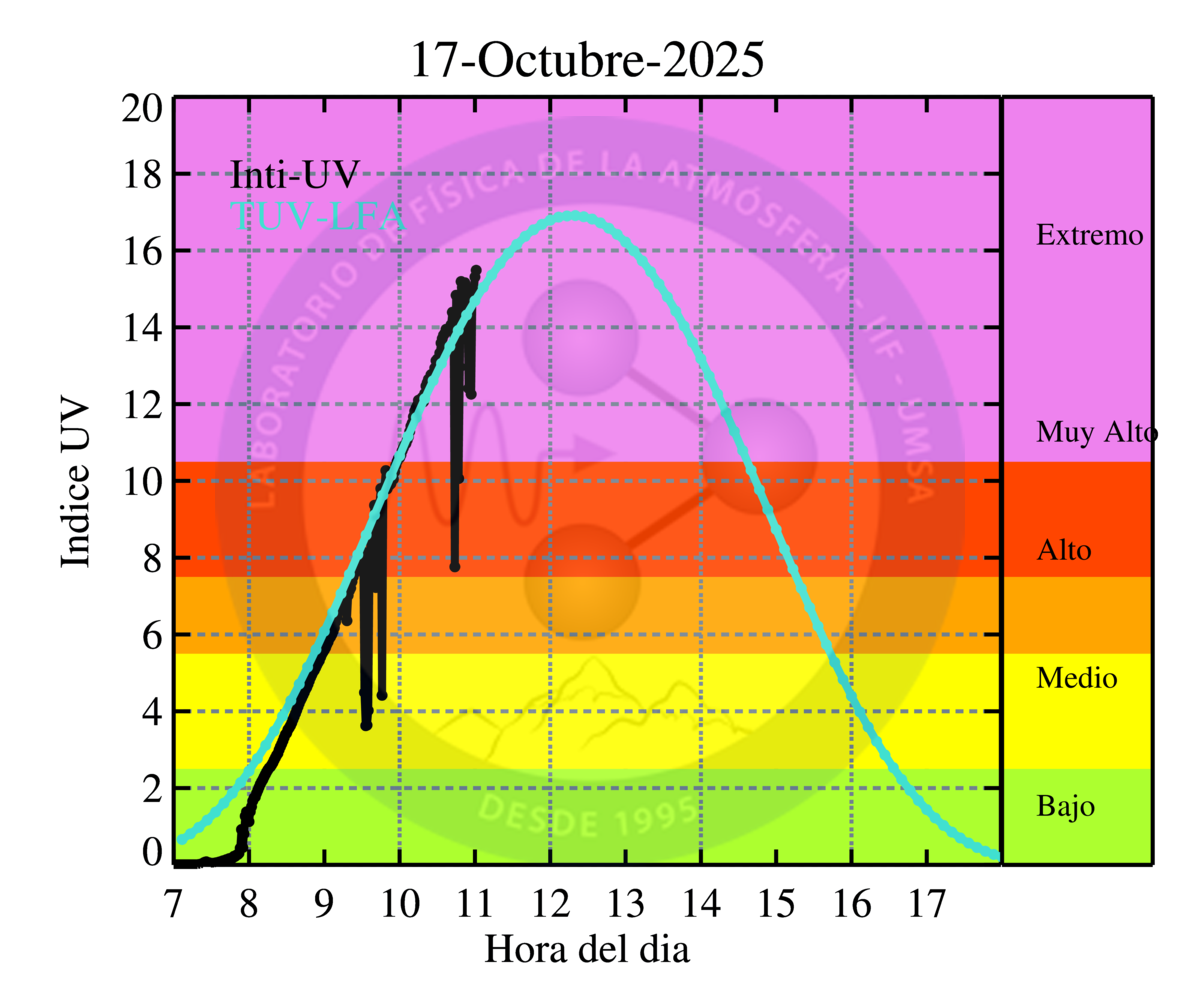 17-Octubre-2025
Inti-UV
TUV-LFA
LABORATORIO DE FÍSICA DE LA ATMÓSFERA - IIF - UMSA
DESDE 1995
Indice UV
20
18
16
14
12
10
8
6
4
2
0
Extremo
Muy Alto
Alto
Medio
Bajo
7 8 9 10 11 12 13 14 15 16 17
Hora del dia